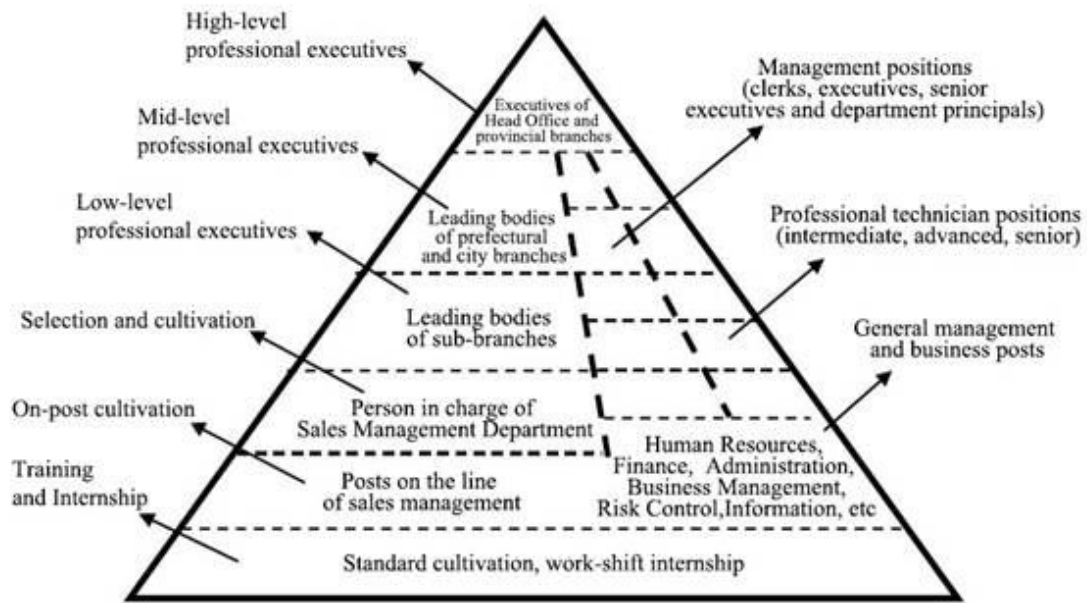 High-level
professional executives
Mid-level
professional executives
Low-level
professional executives
Selection and cultivation
On-post cultivation
Training
and Internship
Executives of
Head Office and
provincial branches
Leading bodies
of prefectural
and city branches
Leading bodies
of sub-branches
Person in charge of
Sales Management Department
Posts on the line
of sales management
Human Resources,
Finance, Administration,
Business Management,
Risk Control,Information, etc
Standard cultivation, work-shift internship
Management positions
(clerks, executives, senior
executives and department principals)
Professional technician positions
(intermediate, advanced, senior)
General management
and business posts